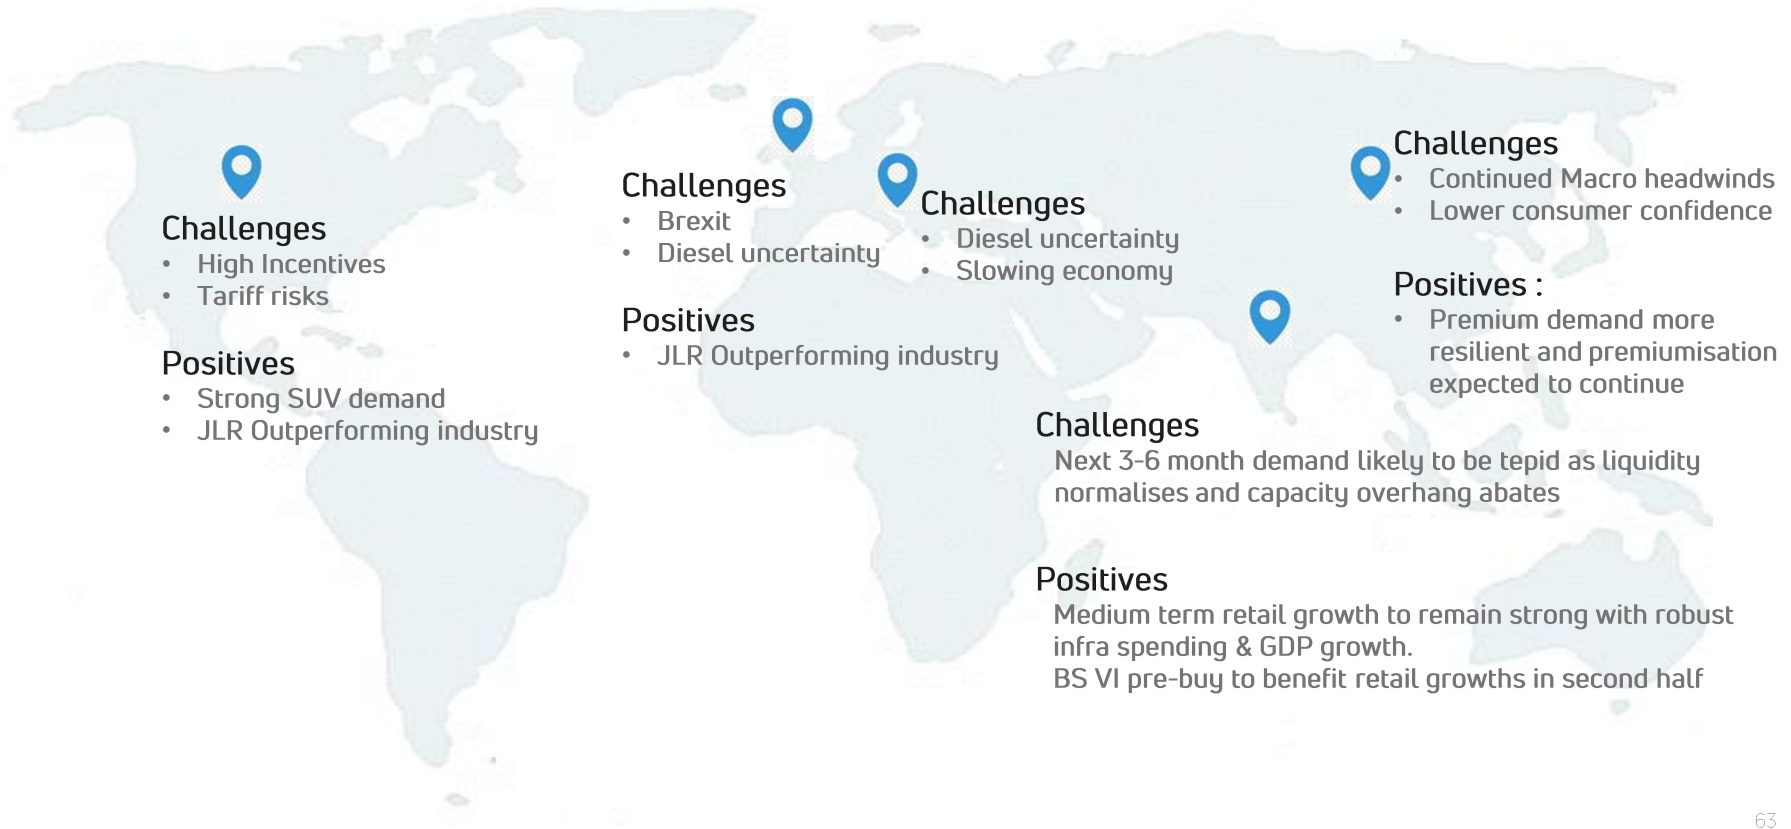 Challenges
• High Incentives
• Tariff risks
Positives
• Strong SUV demand
• JLR Outperforming industry
Challenges
• Brexit
• Diesel uncertainty
Positives
• JLR Outperforming industry
Challenges
• Diesel uncertainty
• Slowing economy
Challenges
• Continued Macro headwinds
• Lower consumer confidence
Positives :
• Premium demand more
resilient and premiumisation
expected to continue
Challenges
Next 3-6 month demand likely to be tepid as liquidity
normalises and capacity overhang abates
Positives
Medium term retail growth to remain strong with robust
infra spending & GDP growth.
BS VI pre-buy to benefit retail growths in second half
63